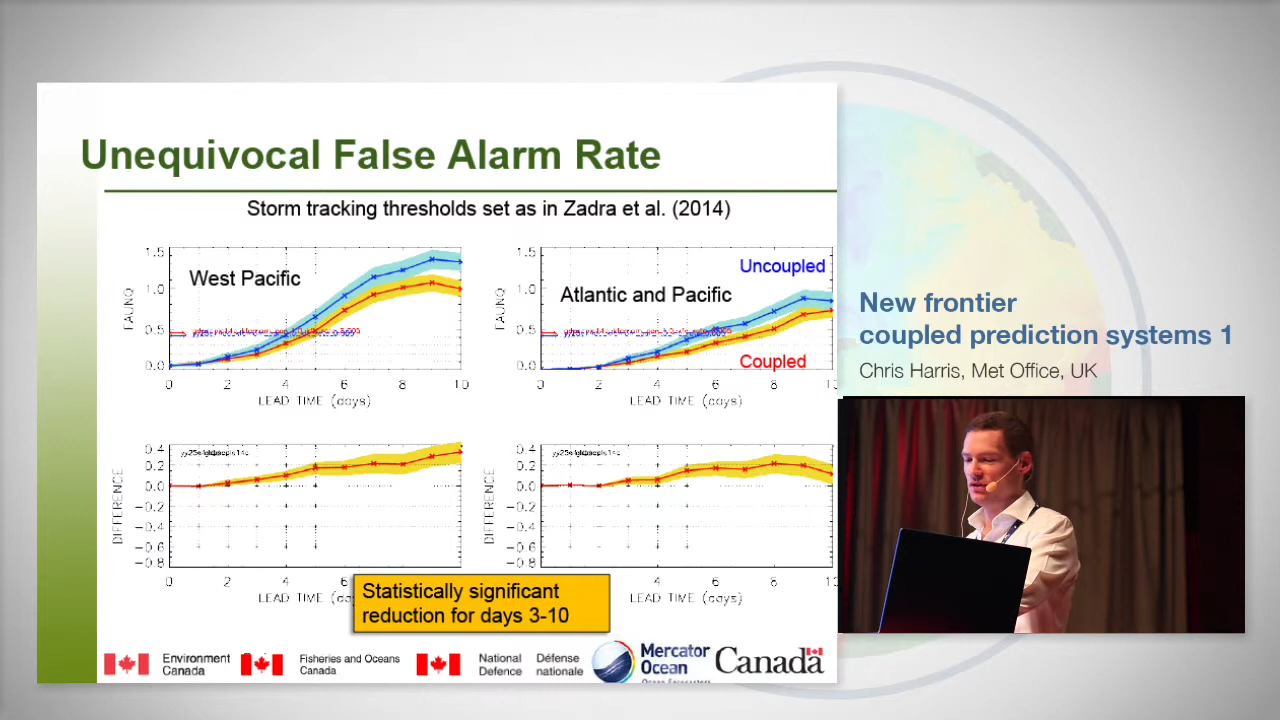 Unequivocal False Alarm Rate
Storm tracking thresholds set as in Zadra et al. (2014)
1.5
1.0
0.5
0.0
West Pacific
0 2 4 6 8 10
LEAD TIME (days)
1.5
1.0
0.5
0.0
Uncoupled
Atlantic and Pacific
Coupled
0 2 4 6 8
LEAD TIME (days)
0.4
0.2
0.0
−0.2
−0.4
−0.6
−0.8
DIFFERENCE
0 2 4 6 8 10
LEAD TIME
0.4
0.2
0.0
−0.2
−0.4
−0.6
−0.8
DIFFERENCE
0 2 4 6 8
LEAD TIME (days)
Statistically significant
reduction for days 3-10
Environment
Canada
Fisheries and Oceans
Canada
National
Defence
Défense
nationale
Mercator
Ocean
Ocean Forecasters
Canada
New frontier
coupled prediction systems 1
Chris Harris, Met Office, UK